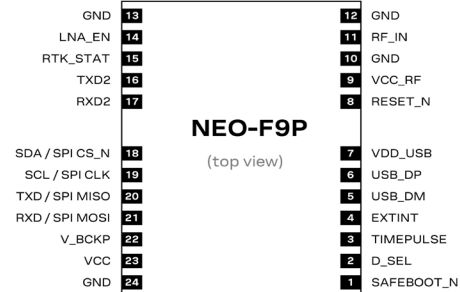 GND 13 12 GND
LNA_EN 14 11 RF_IN
RTK_STAT 15 10 GND
TXD2 16 9 VCC_RF
RXD2 17 8 RESET_N
NEO-F9P
(top view)
SDA / SPI CS_N 18 7 VDD_USB
SCL / SPI CLK 19 6 USB_DP
TXD / SPI MISO 20 5 USB_DM
RXD / SPI MOSI 21 4 EXTINT
V_BCKP 22 3 TIMEPULSE
VCC 23 2 D_SEL
GND 24 1 SAFEBOOT_N